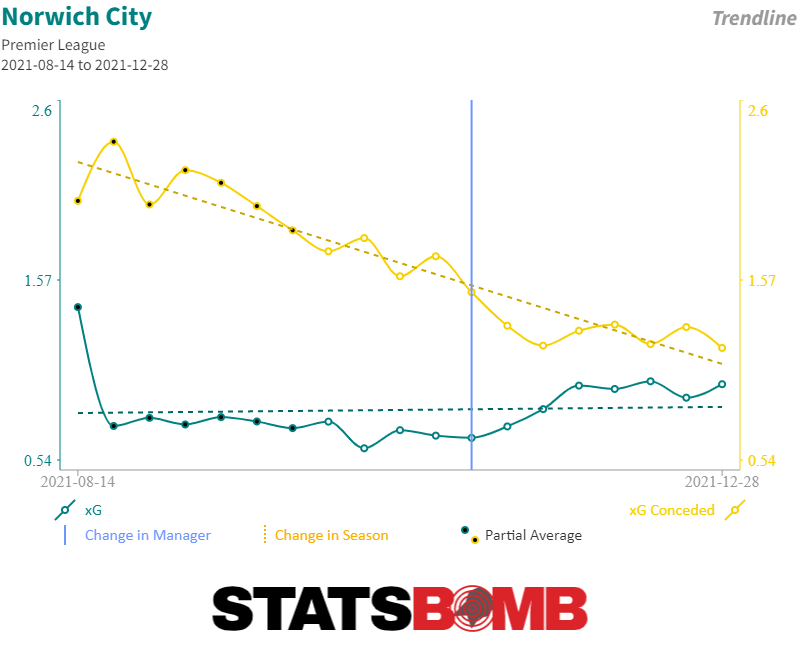 Norwich City
Trendline
Premier League
2021-08-14 to 2021-12-28
2.6
2.6
1.57
1.57
0.54
0.54
2021-08-14
2021-12-28
xG
xG Conceded
Change in Manager
Change in Season
Partial Average
STATSBOMB